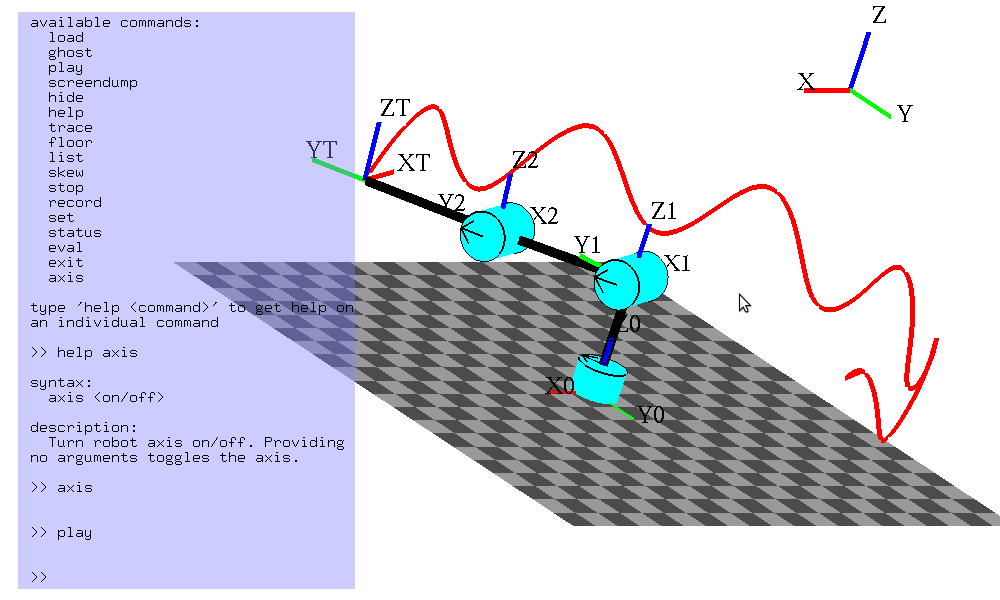 available commands:
load
ghost
play
screendump
hide
help
trace
floor
list
skew
stop
record
set
status
eval
exit
axis
type 'help <command>' to get help on
an individual command
>> help axis
syntax:
axis <on/off>
description:
Turn robot axis on/off. Providing
no arguments toggles the axis.
>> axis
>> play
>>
Z
X
Y
ZT
YT
XT
Z2
Y2
X2
Z1
Y1
X1
Z0
X0
Y0